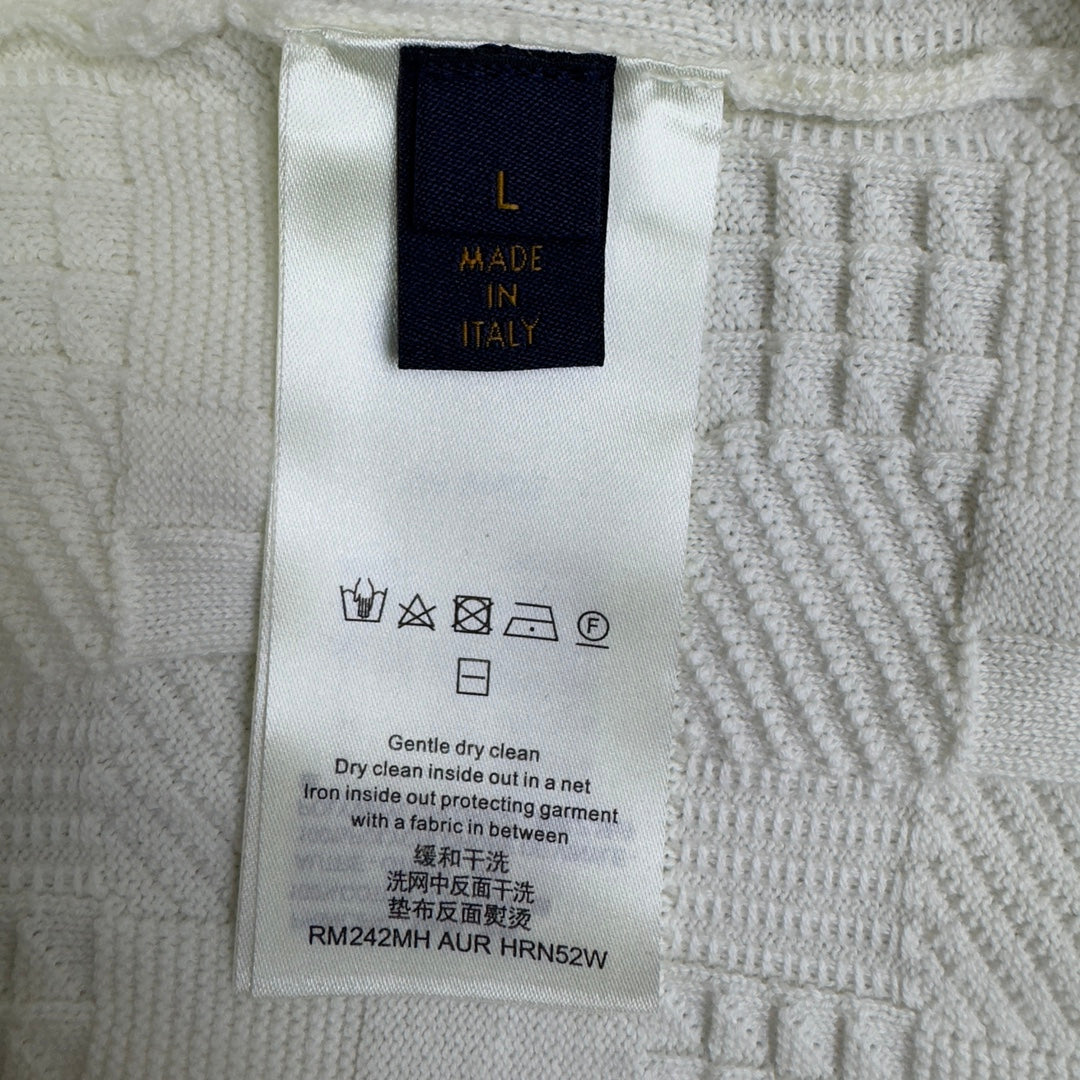 L
MADE
IN
ITALY
F
Gentle dry clean
Dry clean inside out in a net
Iron inside out protecting garment
with a fabric in between
缓和干洗
洗网中反面干洗
垫布反面熨烫
RM242MH AUR HRN52W